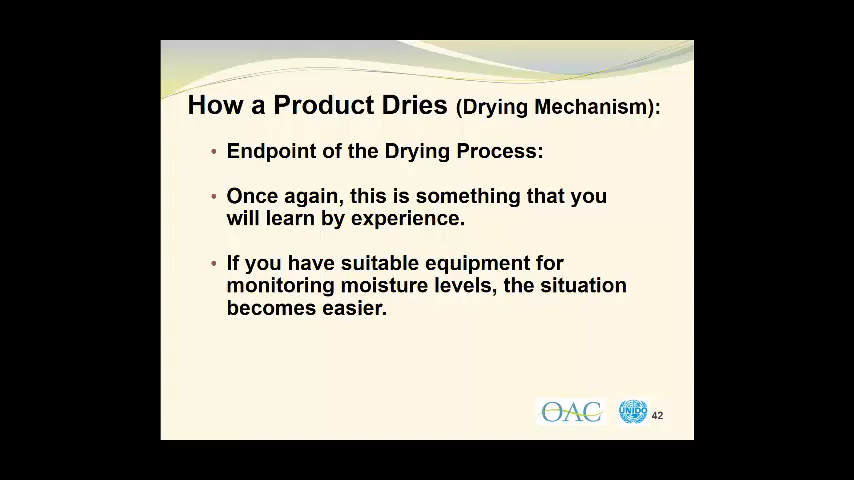 How a Product Dries (Drying Mechanism):
• Endpoint of the Drying Process:
• Once again, this is something that you
will learn by experience.
• If you have suitable equipment for
monitoring moisture levels, the situation
becomes easier.
OAC UNIDO 42